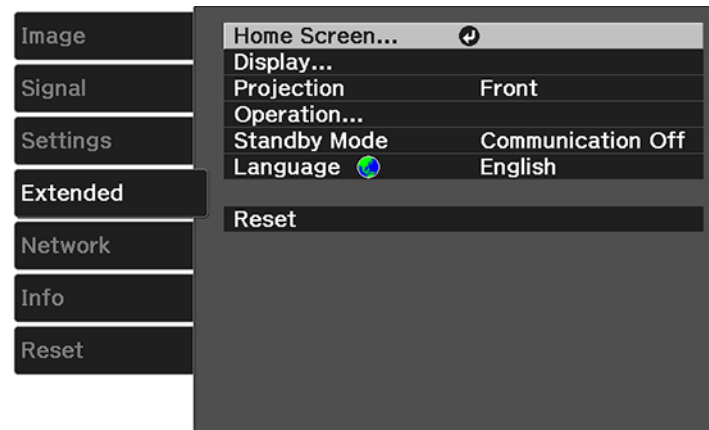 Image
Signal
Settings
Extended
Network
Info
Reset
Home Screen...
Display...
Projection Front
Operation...
Standby Mode Communication Off
Language English
Reset